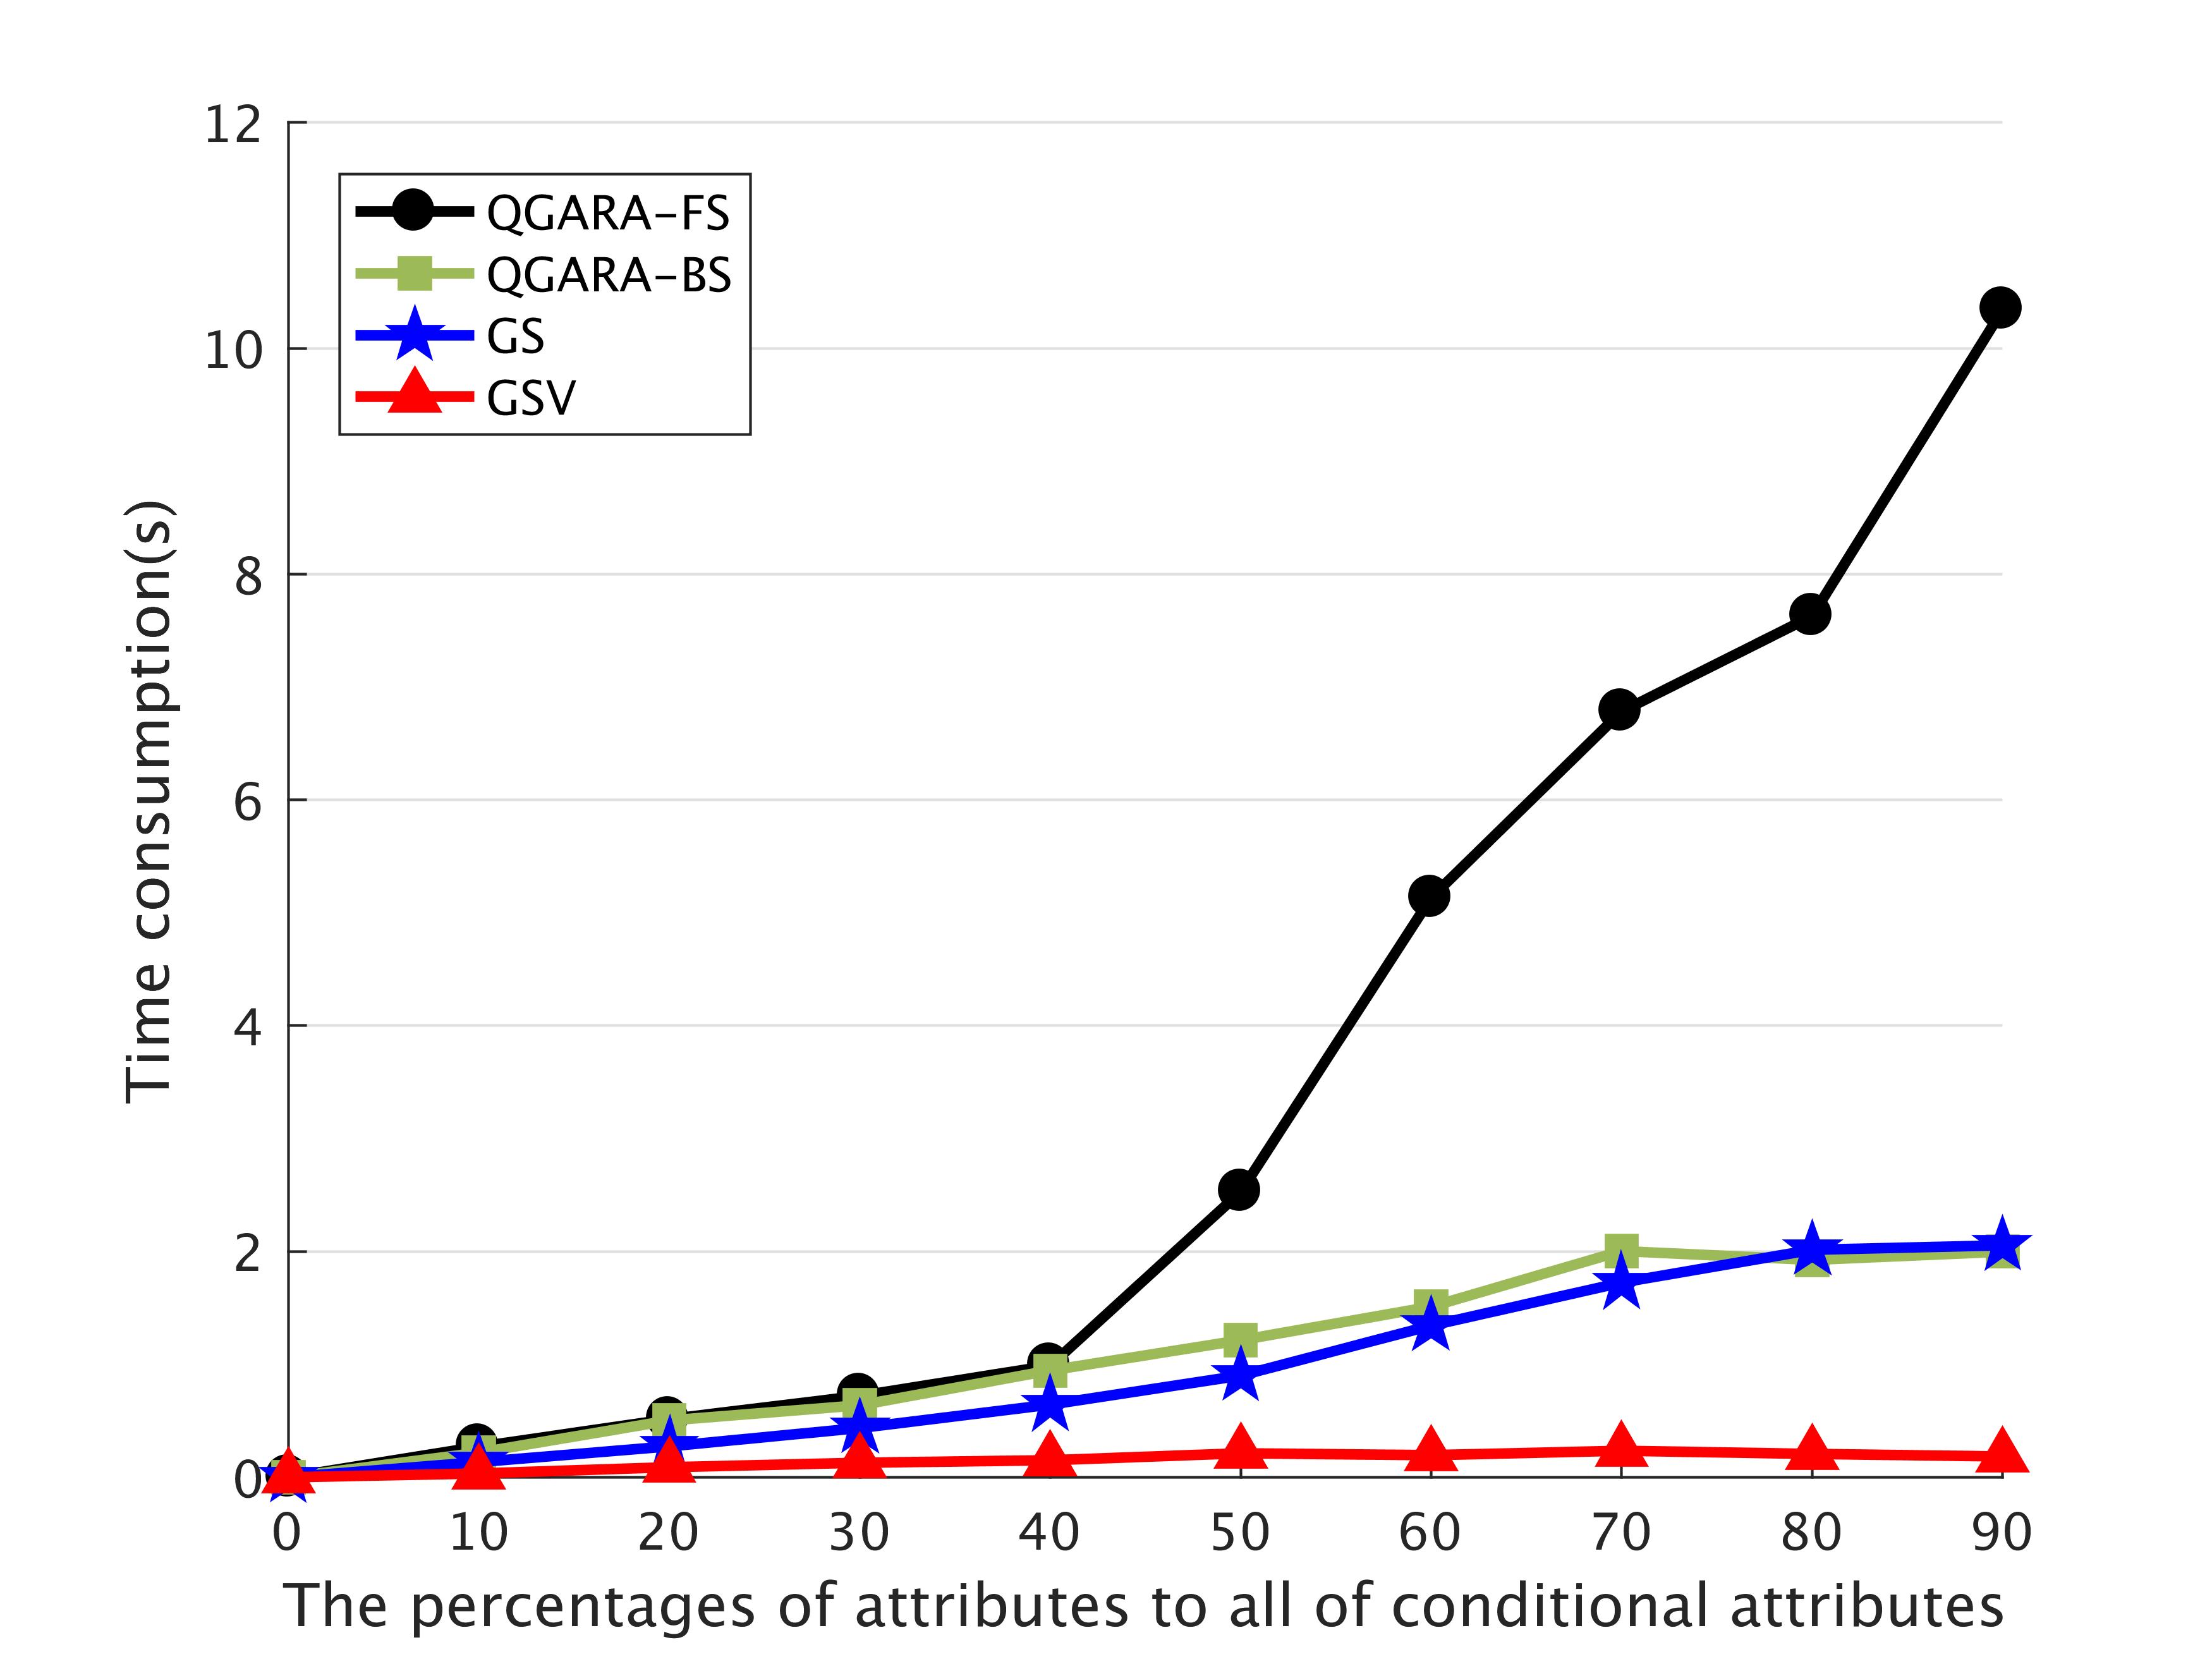 12
10
8
6
4
2
0
Time consumption(s)
QGARA-FS
QGARA-BS
GS
GSV
0 10 20 30 40 50 60 70 80 90
The percentages of attributes to all of conditional attributes